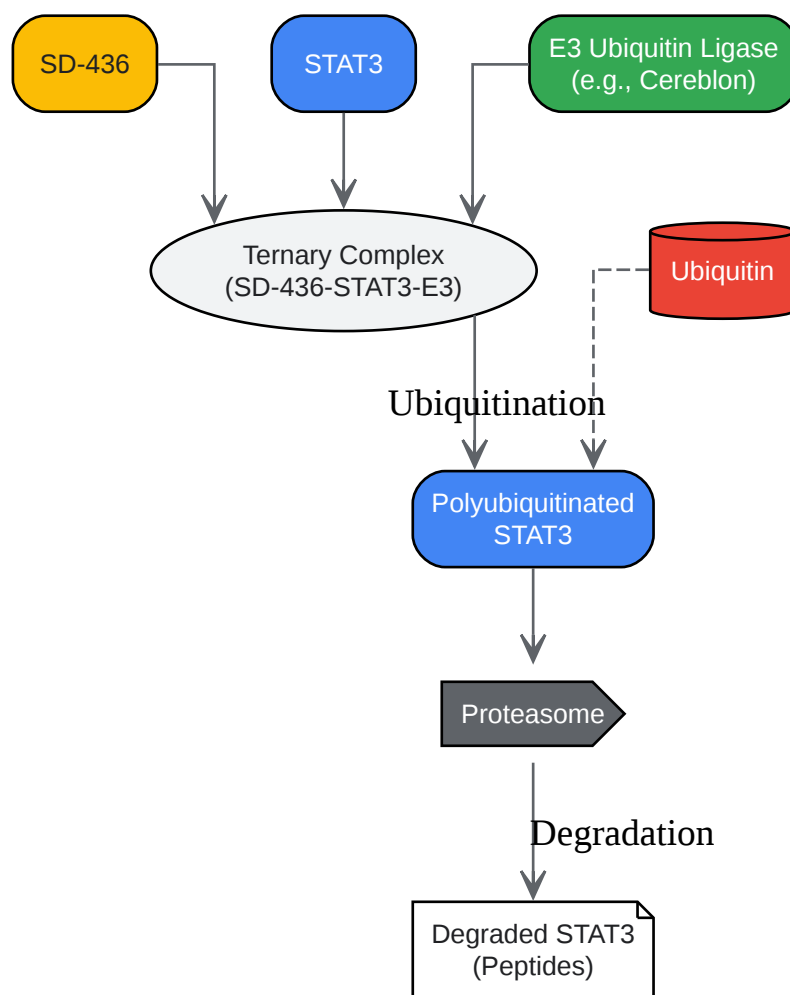 SD-436
STAT3
E3 Ubiquitin Ligase
(e.g., Cereblon)
Ternary Complex
(SD-436-STAT3-E3)
Ubiquitin
Ubiquitination
Polyubiquitinated
STAT3
Proteasome
Degradation
Degraded STAT3
(Peptides)